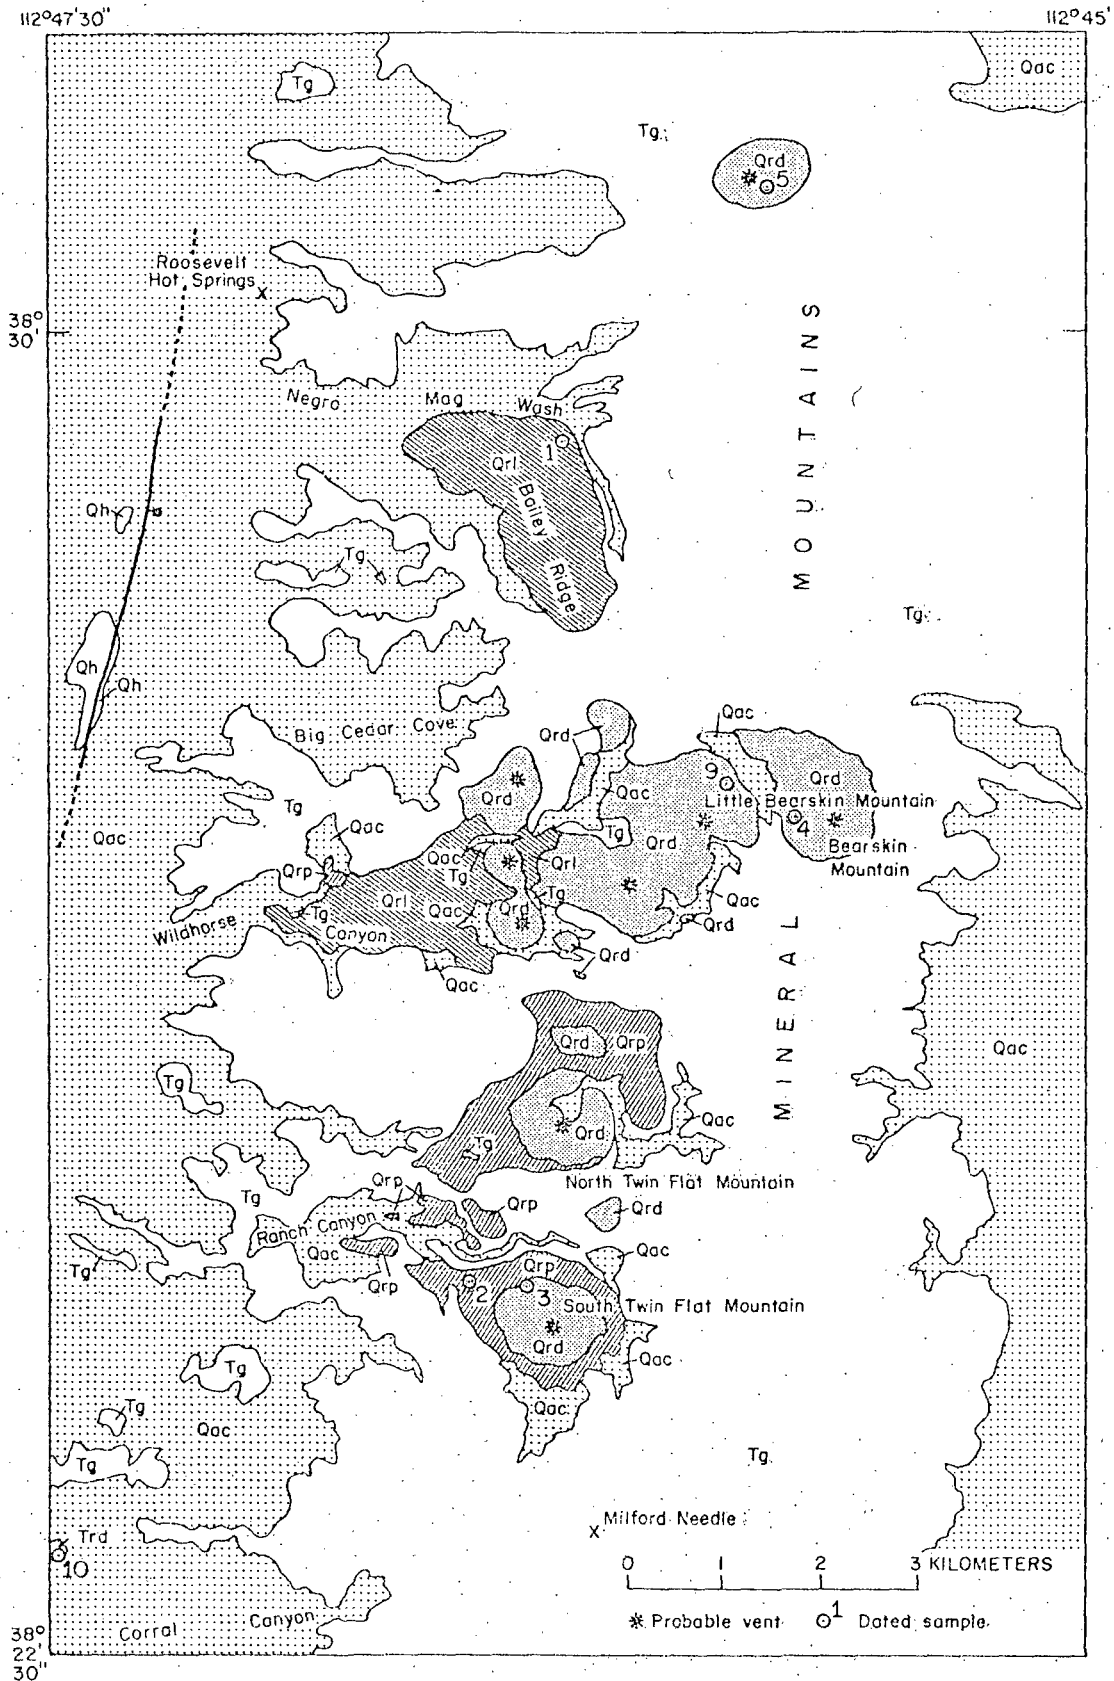 112°47'30"
112°45'
Qac
Tg
Tg
Qrd
5
Roosevelt
Hot Springs
x
38°
30'
Negro Mag Wash
1
Qrl
Bailey
Ridge
Qh
Tg
MINERAL MOUNTAINS
Tg
Qh
Qh
Big Cedar Cove
Qrd
Qac
9
Qrd
Qac
Qrd
Tg
Qac
Little Bearskin Mountain
Qac
Tg
Qrd
4
Bearskin
Mountain
Qac
Tg
Qrl
Qrp
Qrl
Tg
Qac
Qrd
Tg
Qac
Qrd
Wildhorse
Canyon
Qrd
Qac
Qrd
Qrp
Qac
Tg
Qac
Qrd
Tg
North Twin Flat Mountain
Qrp
Tg
Qrp
Qrd
Ranch Canyon
Qac
Qac
Tg
Qrp
Qrp
2
3
South Twin Flat Mountain
Qrd
Qac
Tg
Qac
Tg
Qac
Tg
Tg
x Milford Needle
Trd
10
0 1 2 3 KILOMETERS
Probable vent
1 Dated sample
Corral Canyon
38°
22'
30"